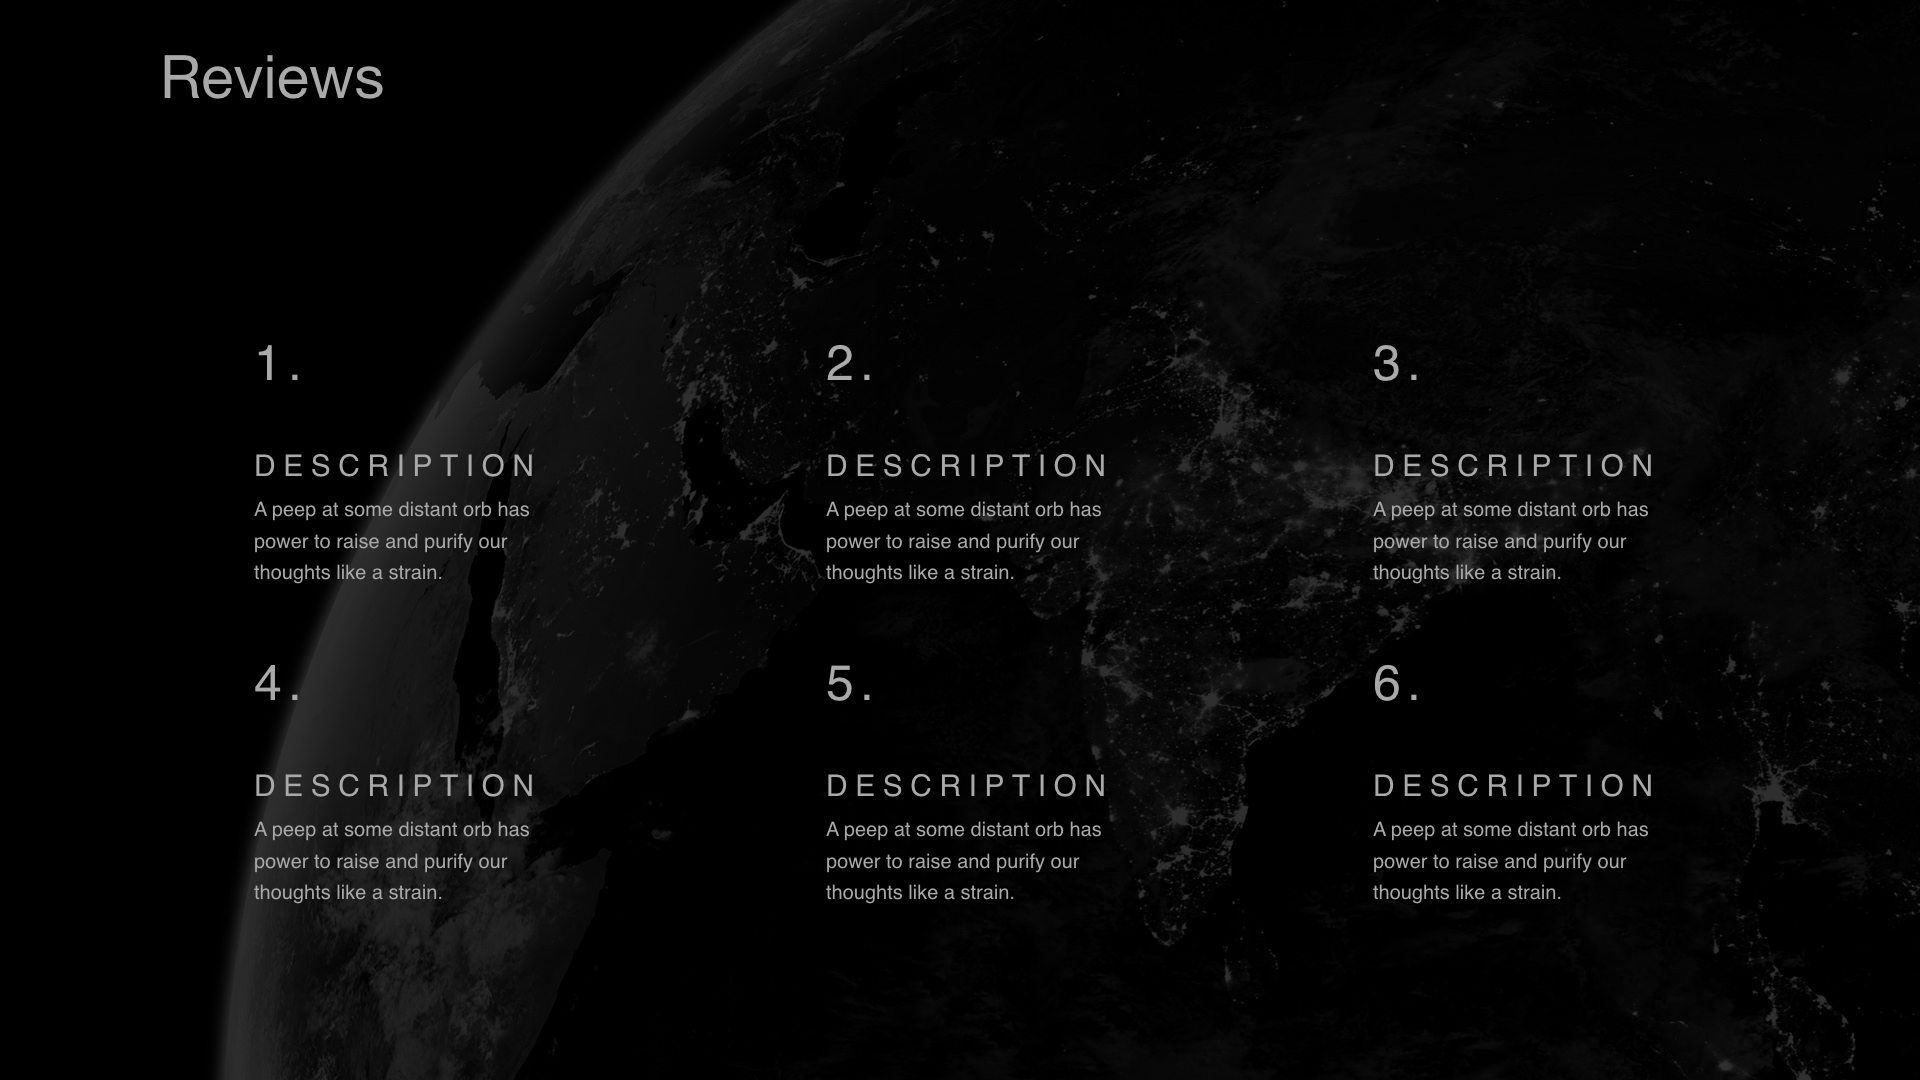 Reviews
1.
DESCRIPTION
A peep at some distant orb has
power to raise and purify our
thoughts like a strain.
2.
DESCRIPTION
A peep at some distant orb has
power to raise and purify our
thoughts like a strain.
3.
DESCRIPTION
A peep at some distant orb has
power to raise and purify our
thoughts like a strain.
4.
DESCRIPTION
A peep at some distant orb has
power to raise and purify our
thoughts like a strain.
5.
DESCRIPTION
A peep at some distant orb has
power to raise and purify our
thoughts like a strain.
6.
DESCRIPTION
A peep at some distant orb has
power to raise and purify our
thoughts like a strain.